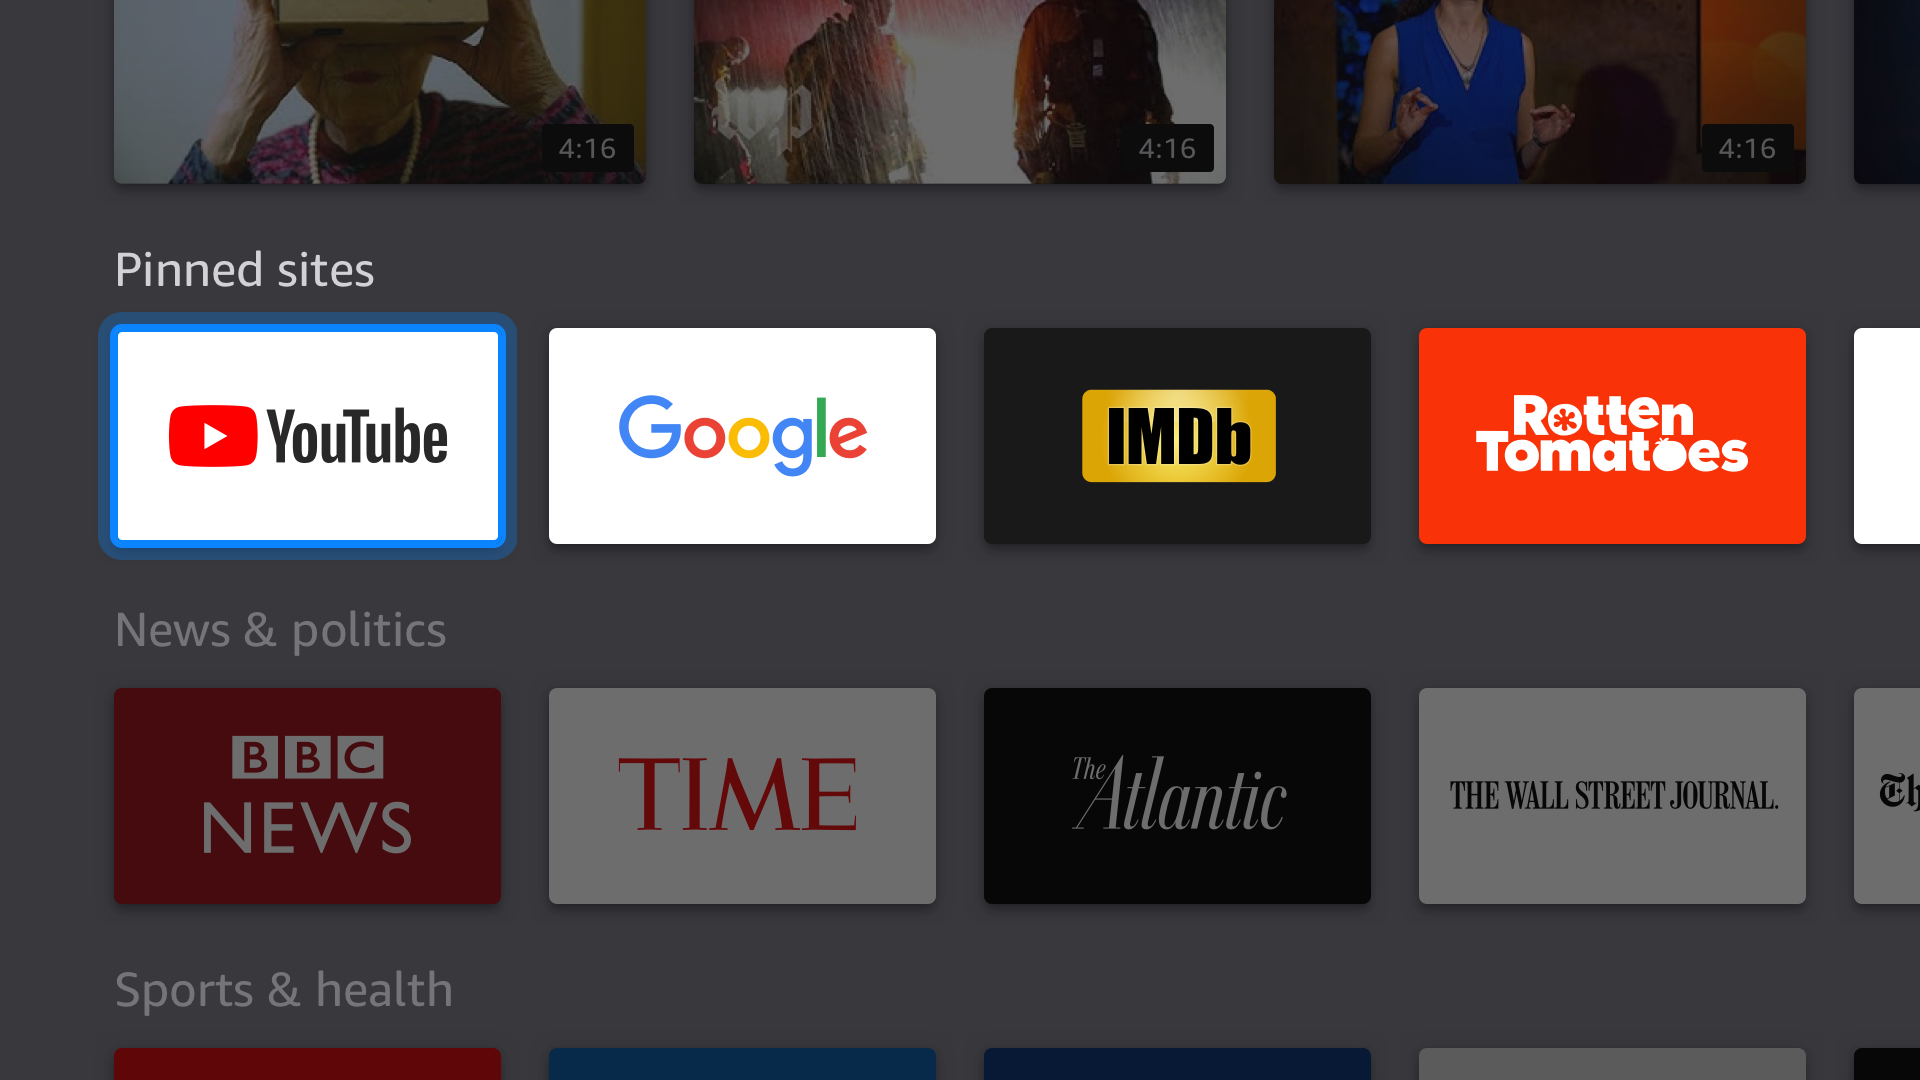 4:16
4:16
4:16
Pinned sites
YouTube
Google
IMDb
Rotten
Tomatoes
News & politics
BBC
NEWS
TIME
The
Atlantic
THE WALL STREET JOURNAL.
Sports & health